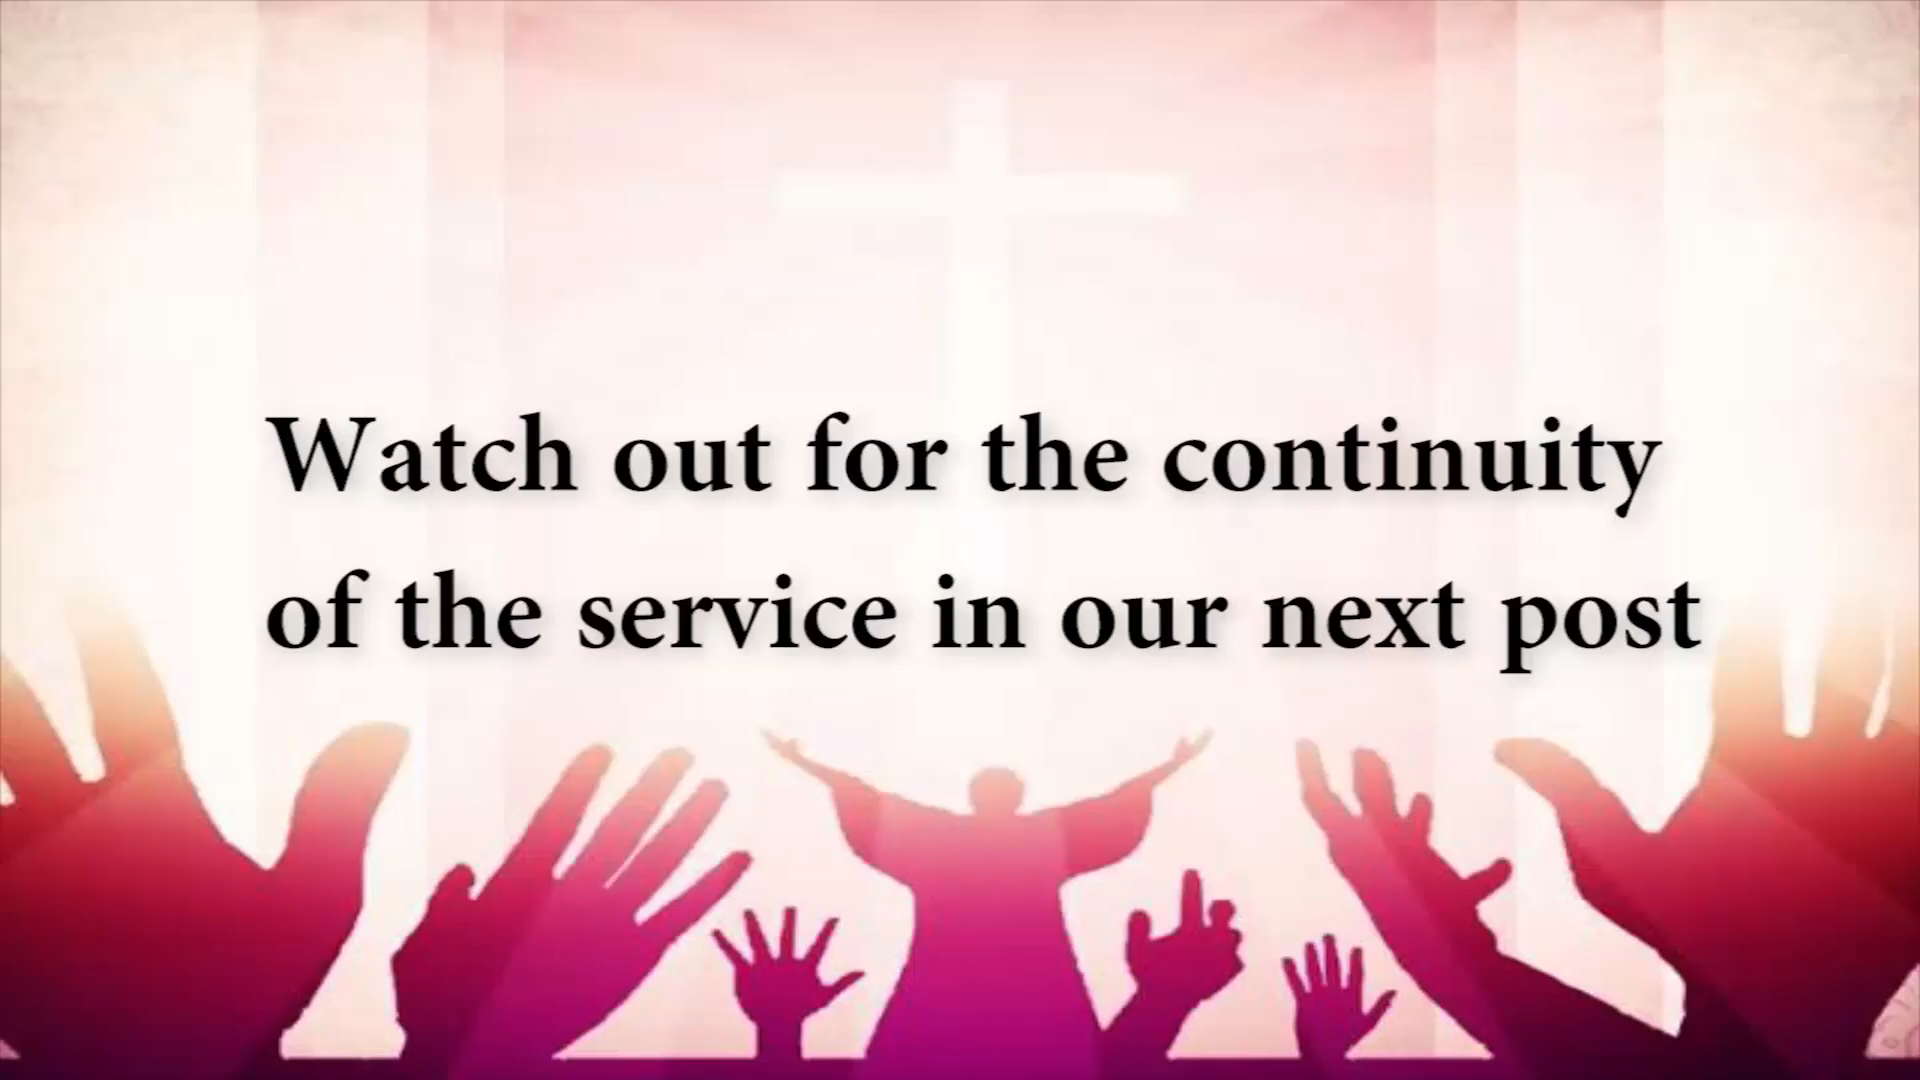 Watch out for the continuity
of the service in our next post